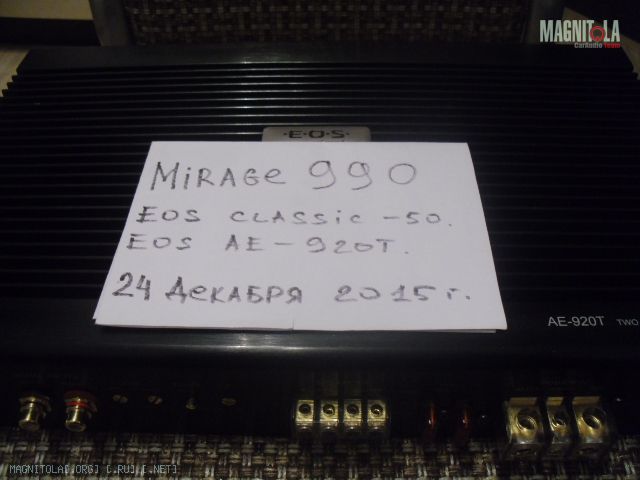 MAGNITOLA
CarAudio Team
E·O·S
MiRAGe 990
EOS CLASSIC -50.
EOS AE-920T.
24 ДеКАБРЯ 2015 г.
AE-920T TWO
MAGNITOLA[.ORG] [.RU] [.NET]